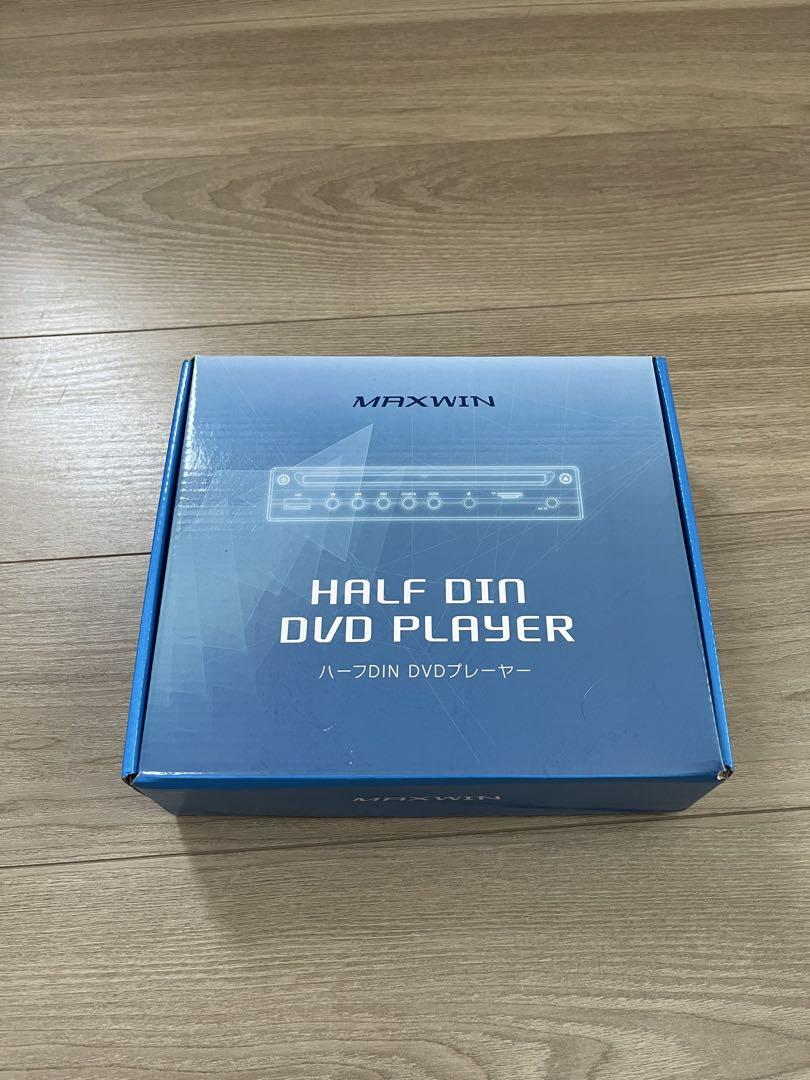 MAXWIN
HALF DIN
DVD PLAYER
ハーフDIN DVDプレーヤー
MAXWIN